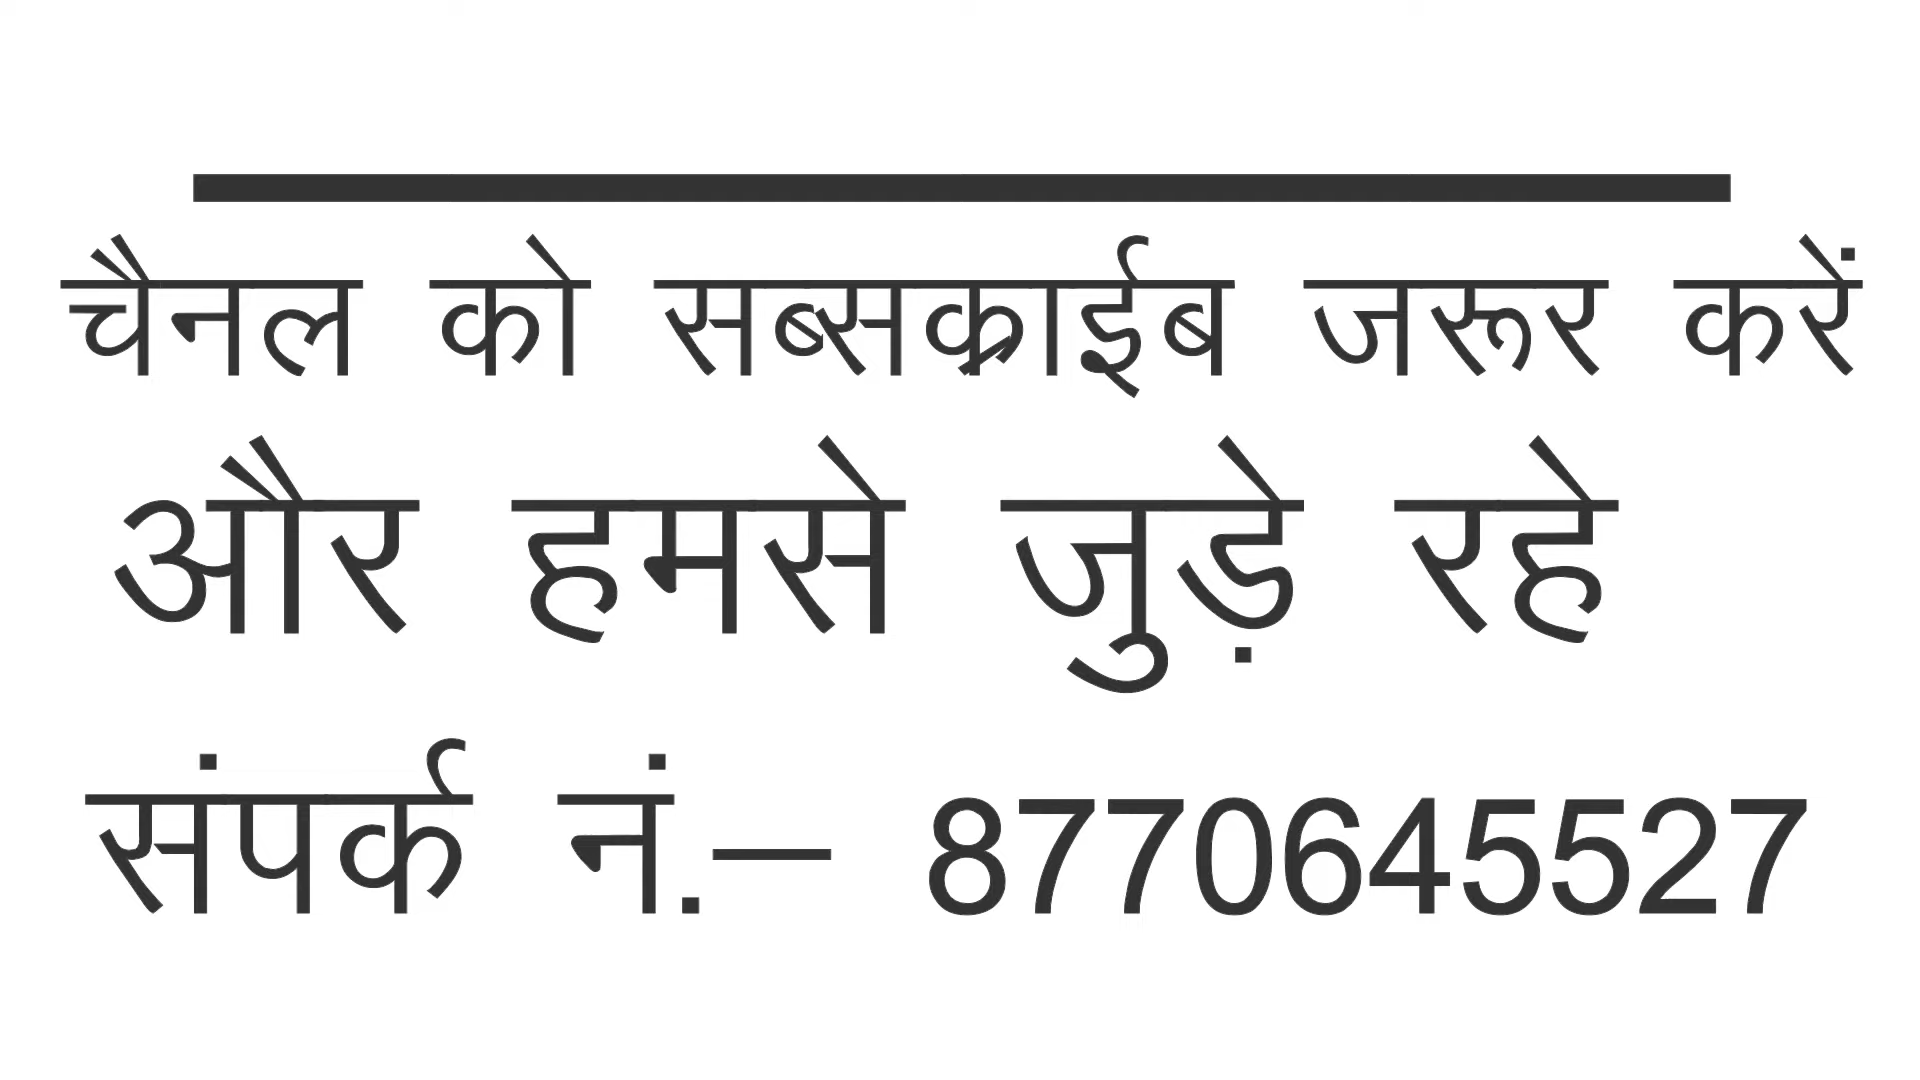 चैनल को सब्सक्राईब जरूर करें
और हमसे जुड़े रहे
संपर्क नं.– 8770645527